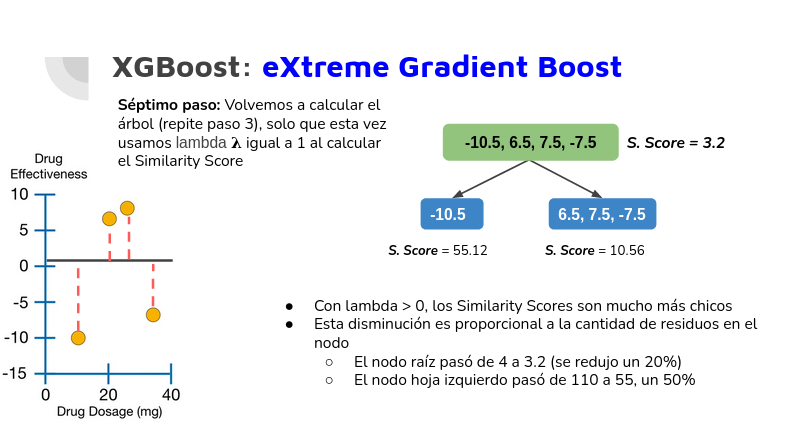 XGBoost: eXtreme Gradient Boost
Séptimo paso: Volvemos a calcular el
árbol (repite paso 3), solo que esta vez
usamos lambda λ igual a 1 al calcular
el Similarity Score
-10.5, 6.5, 7.5, -7.5
S. Score = 3.2
-10.5
6.5, 7.5, -7.5
S. Score = 55.12
S. Score = 10.56
Drug
Effectiveness
10
5
0
-5
-10
-15
0
20
40
Drug Dosage (mg)
● Con lambda > 0, los Similarity Scores son mucho más chicos
● Esta disminución es proporcional a la cantidad de residuos en el
nodo
○ El nodo raíz pasó de 4 a 3.2 (se redujo un 20%)
○ El nodo hoja izquierdo pasó de 110 a 55, un 50%